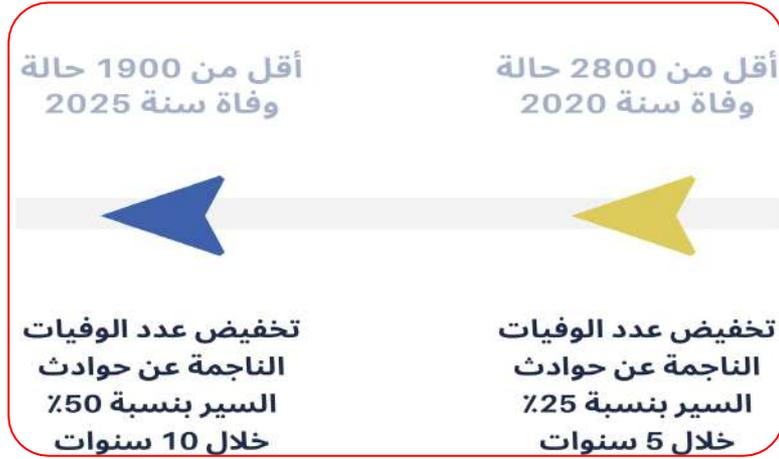 أقل من 2800 حالة
وفاة سنة 2020
تخفيض عدد الوفيات
الناجمة عن حوادث
السير بنسبة 25٪
خلال 5 سنوات
أقل من 1900 حالة
وفاة سنة 2025
تخفيض عدد الوفيات
الناجمة عن حوادث
السير بنسبة 50٪
خلال 10 سنوات